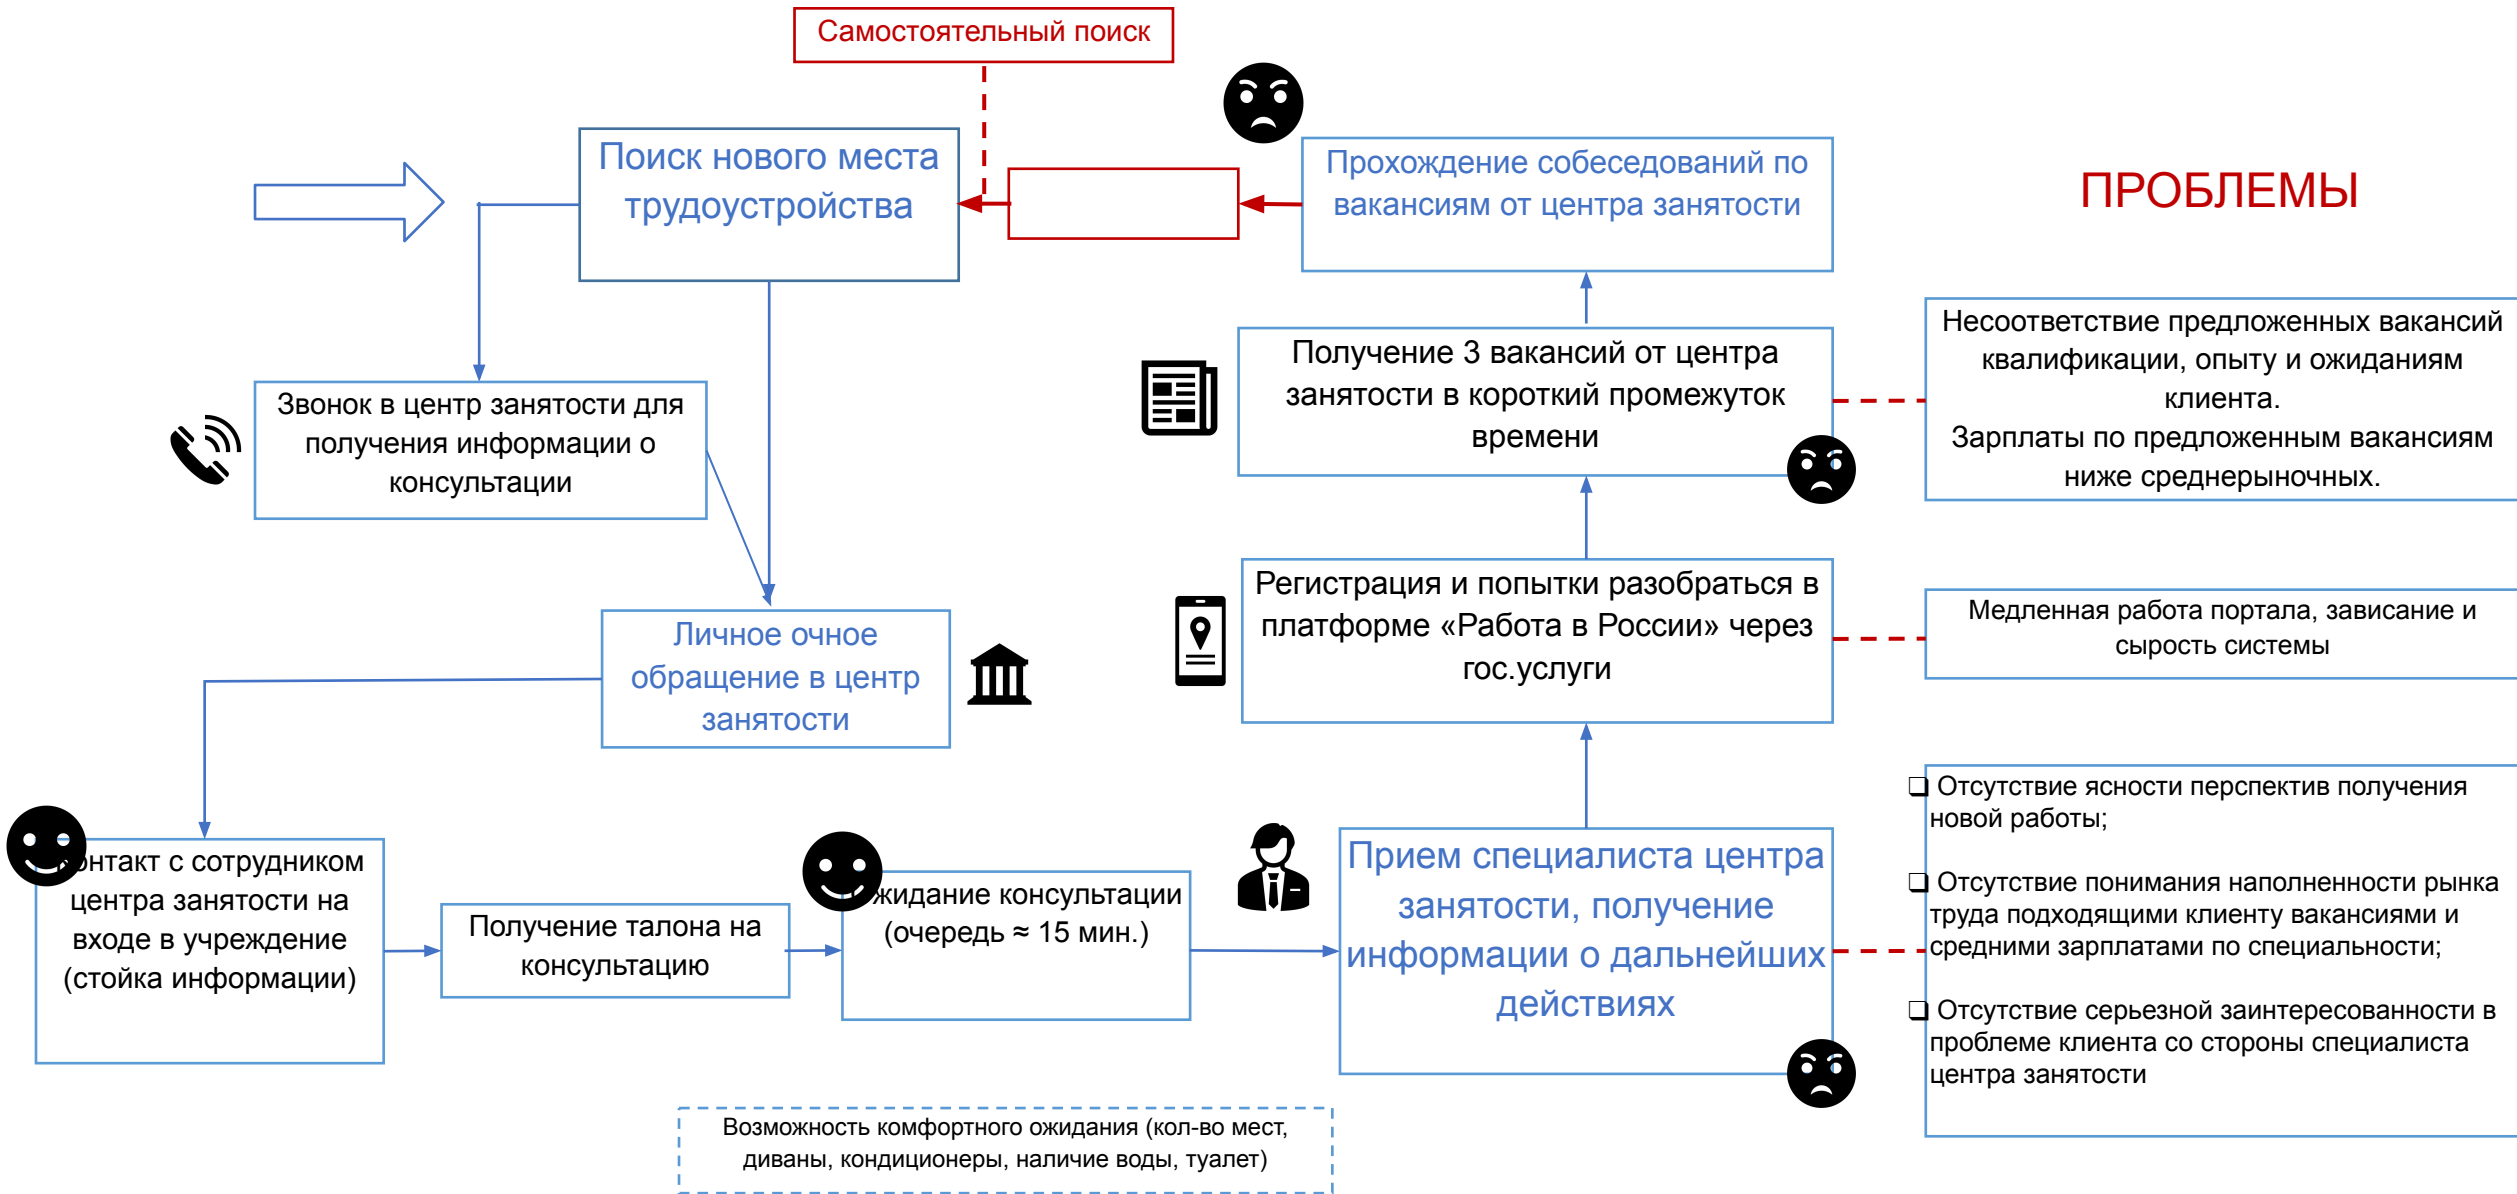 Самостоятельный поиск
Поиск нового места
трудоустройства
Прохождение собеседований по
вакансиям от центра занятости
ПРОБЛЕМЫ
Звонок в центр занятости для
получения информации о
консультации
Получение 3 вакансий от центра
занятости в короткий промежуток
времени
Несоответствие предложенных вакансий
квалификации, опыту и ожиданиям
клиента.
Зарплаты по предложенным вакансиям
ниже среднерыночных.
Личное очное
обращение в центр
занятости
Регистрация и попытки разобраться в
платформе «Работа в России» через
гос.услуги
Медленная работа портала, зависание и
сырость системы
онтакт с сотрудником
центра занятости на
входе в учреждение
(стойка информации)
Получение талона на
консультацию
жидание консультации
(очередь ≈ 15 мин.)
Прием специалиста центра
занятости, получение
информации о дальнейших
действиях
❑ Отсутствие ясности перспектив получения
новой работы;
❑ Отсутствие понимания наполненности рынка
труда подходящими клиенту вакансиями и
средними зарплатами по специальности;
❑ Отсутствие серьезной заинтересованности в
проблеме клиента со стороны специалиста
центра занятости
Возможность комфортного ожидания (кол-во мест,
диваны, кондиционеры, наличие воды, туалет)